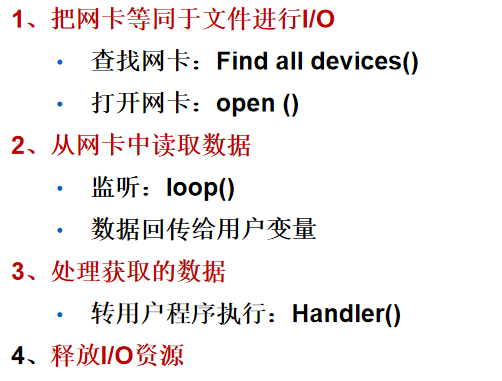 1、把网卡等同于文件进行I/O
• 查找网卡：Find all devices()
• 打开网卡：open ()
2、从网卡中读取数据
• 监听：loop()
• 数据回传给用户变量
3、处理获取的数据
• 转用户程序执行：Handler()
4、释放I/O资源